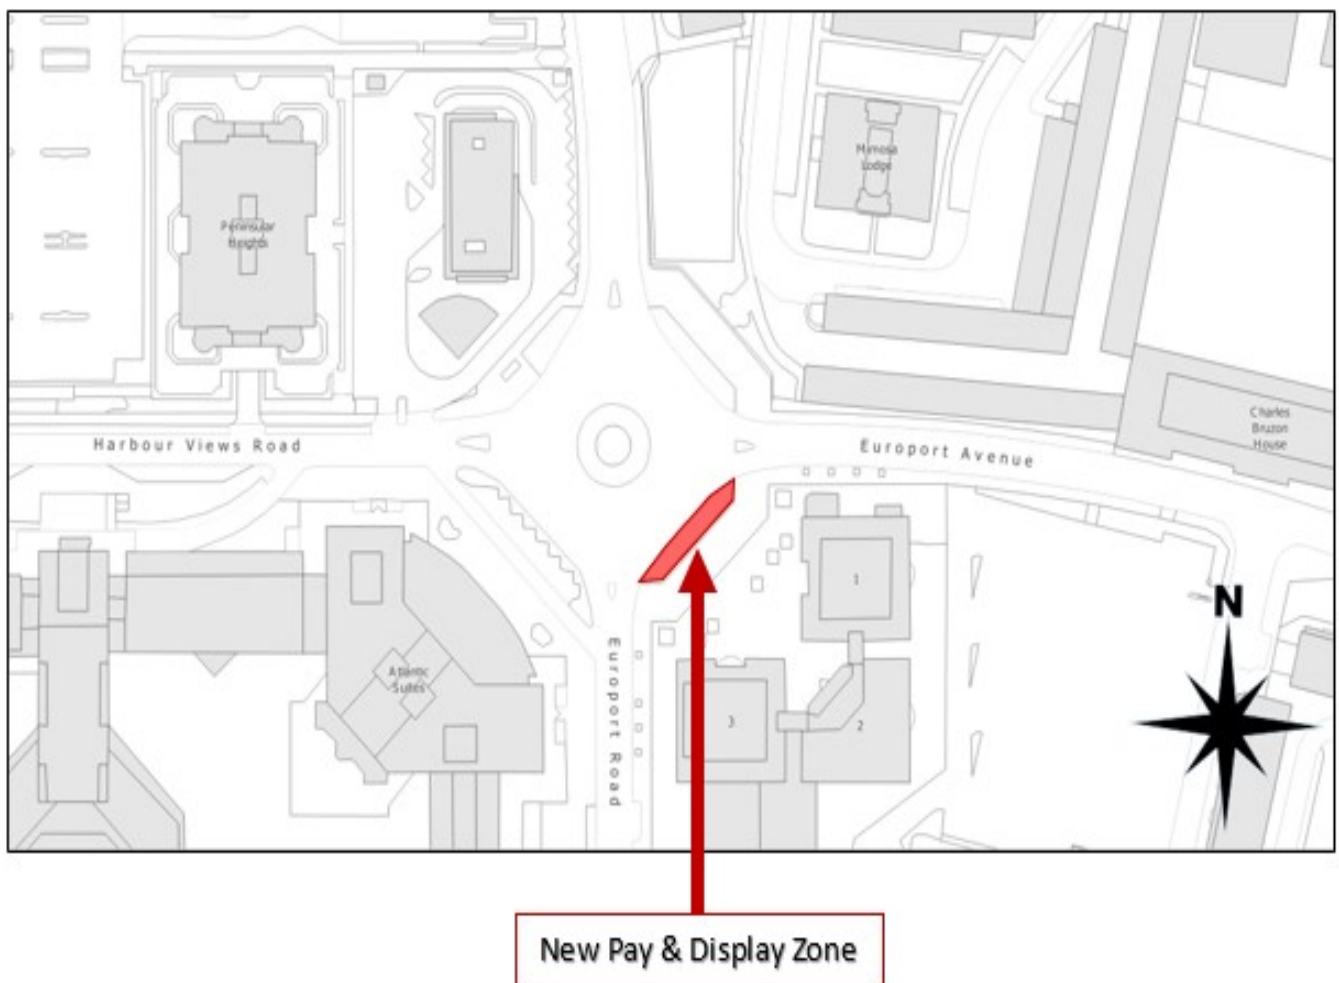 Mimosa
Lodge
Peninsular
Heights
Charles
Bruzon
House
Harbour Views Road
Europort Avenue
1
N
Europort Road
Atlantic
Suites
3
2
New Pay & Display Zone